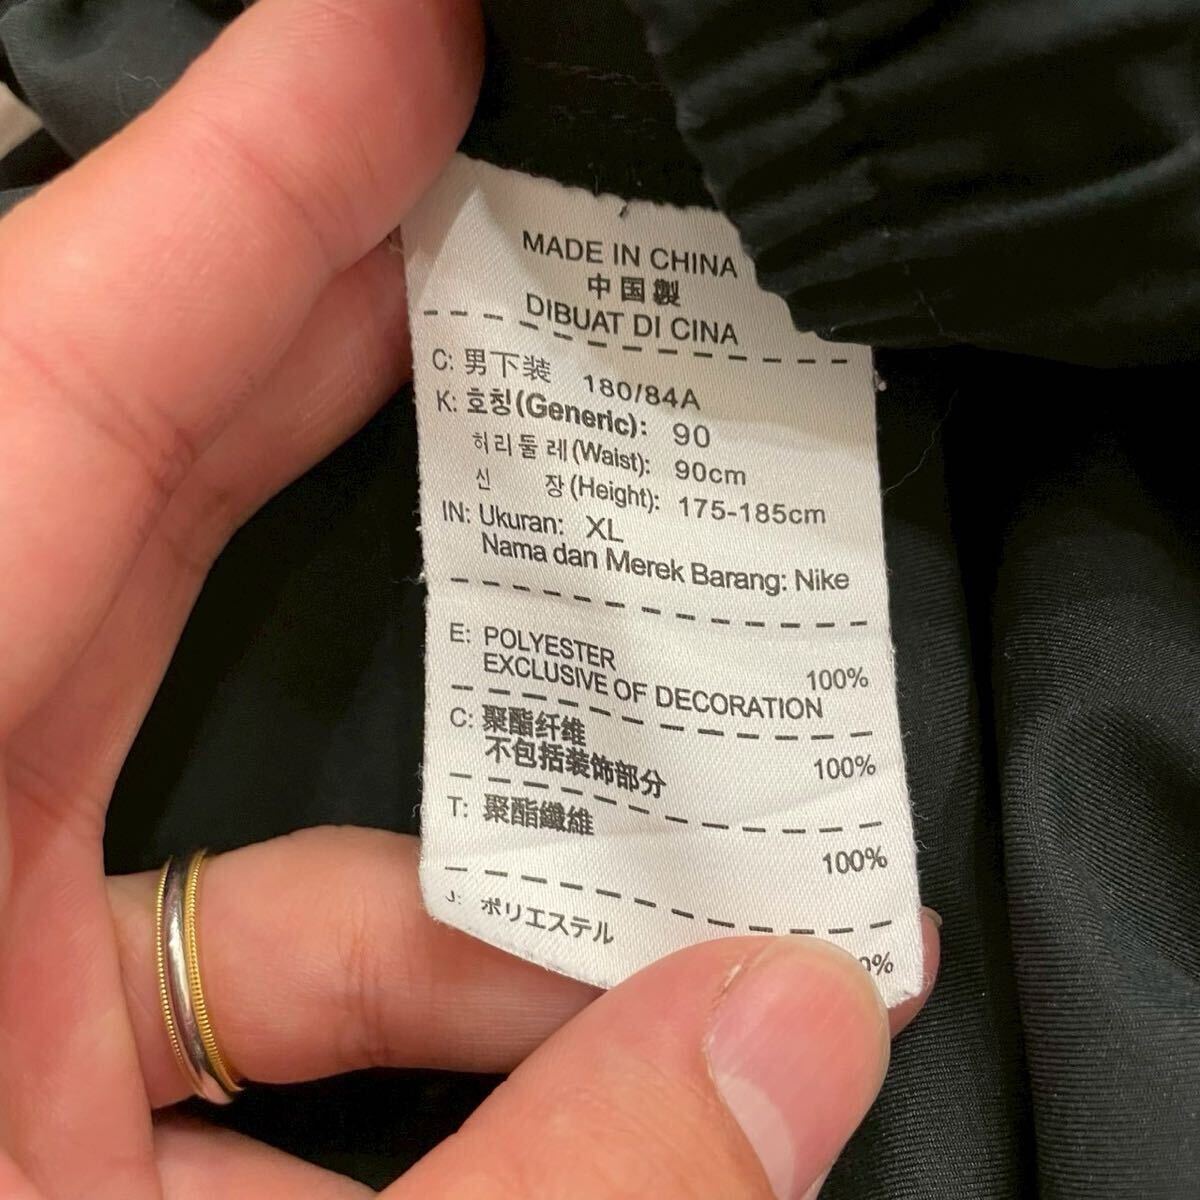 MADE IN CHINA
中国製
DIBUAT DI CINA
C: 男下装 180/84A
K: 호칭(Generic): 90
허리둘레(Waist): 90cm
신 장(Height): 175-185cm
IN: Ukuran: XL
Nama dan Merek Barang: Nike
E: POLYESTER 100%
EXCLUSIVE OF DECORATION
C: 聚酯纤维 100%
不包括装饰部分
T: 聚酯纖維 100%
J: ポリエステル